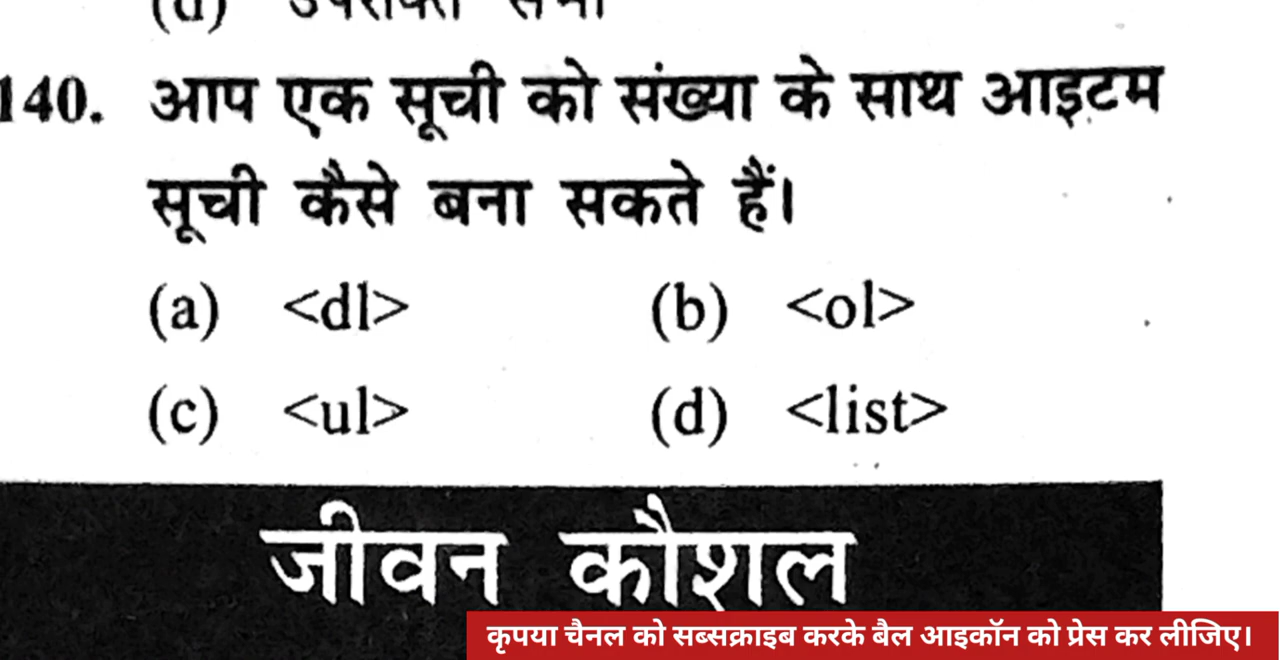 140. आप एक सूची को संख्या के साथ आइटम
सूची कैसे बना सकते हैं।
(a) <dl> (b) <ol>
(c) <ul> (d) <list>
जीवन कौशल
कृपया चैनल को सब्सक्राइब करके बैल आइकॉन को प्रेस कर लीजिए।